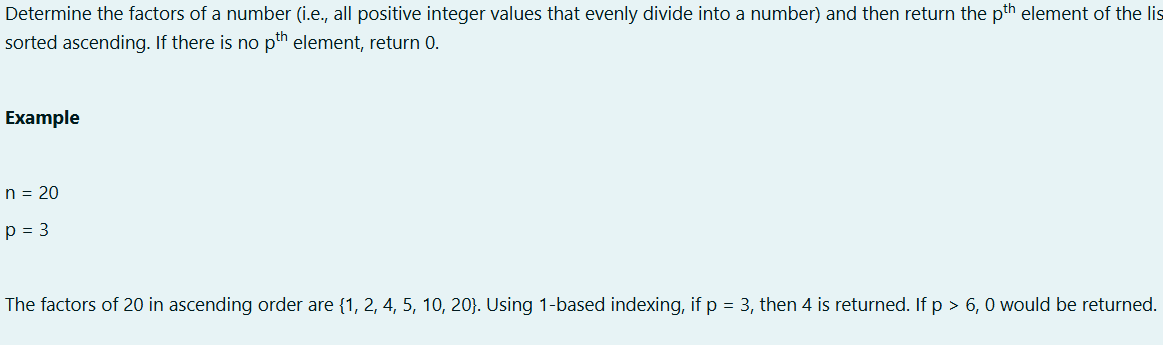 Determine the factors of a number (i.e., all positive integer values that evenly divide into a number) and then return the pth element of the lis
sorted ascending. If there is no pth element, return 0.
Example
n = 20
p = 3
The factors of 20 in ascending order are {1, 2, 4, 5, 10, 20}. Using 1-based indexing, if p = 3, then 4 is returned. If p > 6, 0 would be returned.